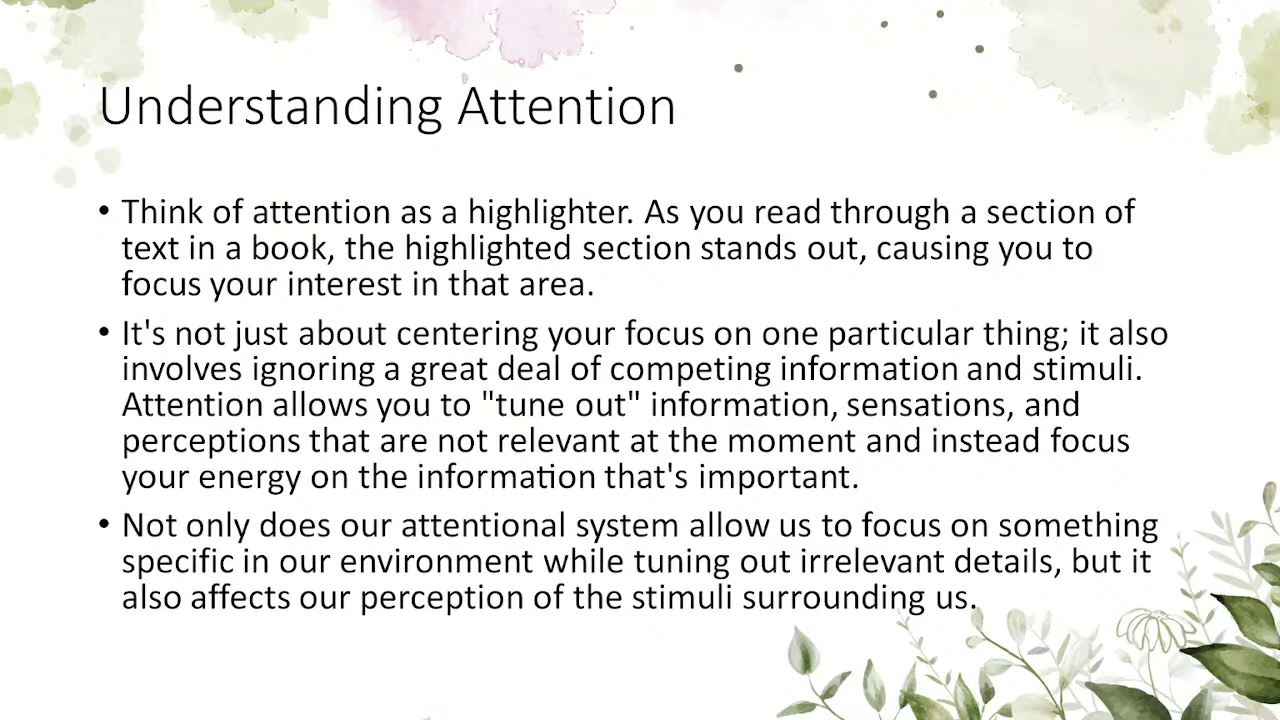 Understanding Attention
• Think of attention as a highlighter. As you read through a section of
text in a book, the highlighted section stands out, causing you to
focus your interest in that area.
• It's not just about centering your focus on one particular thing; it also
involves ignoring a great deal of competing information and stimuli.
Attention allows you to "tune out" information, sensations, and
perceptions that are not relevant at the moment and instead focus
your energy on the information that's important.
• Not only does our attentional system allow us to focus on something
specific in our environment while tuning out irrelevant details, but it
also affects our perception of the stimuli surrounding us.